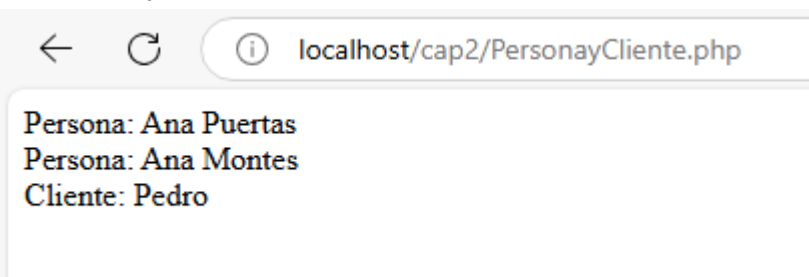 localhost/cap2/PersonayCliente.php
Persona: Ana Puertas
Persona: Ana Montes
Cliente: Pedro